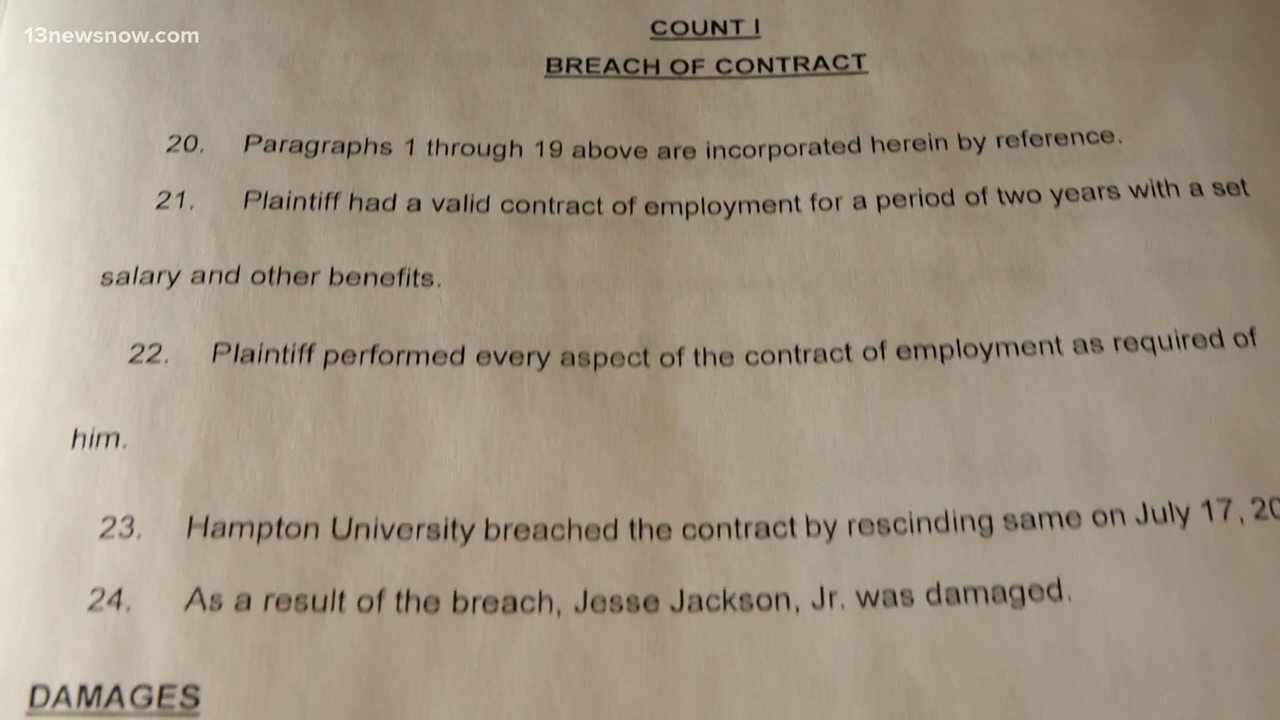 13newsnow.com
COUNT I
BREACH OF CONTRACT
20. Paragraphs 1 through 19 above are incorporated herein by reference.
21. Plaintiff had a valid contract of employment for a period of two years with a set
salary and other benefits.
22. Plaintiff performed every aspect of the contract of employment as required of
him.
23. Hampton University breached the contract by rescinding same on July 17, 20
24. As a result of the breach, Jesse Jackson, Jr. was damaged.
DAMAGES